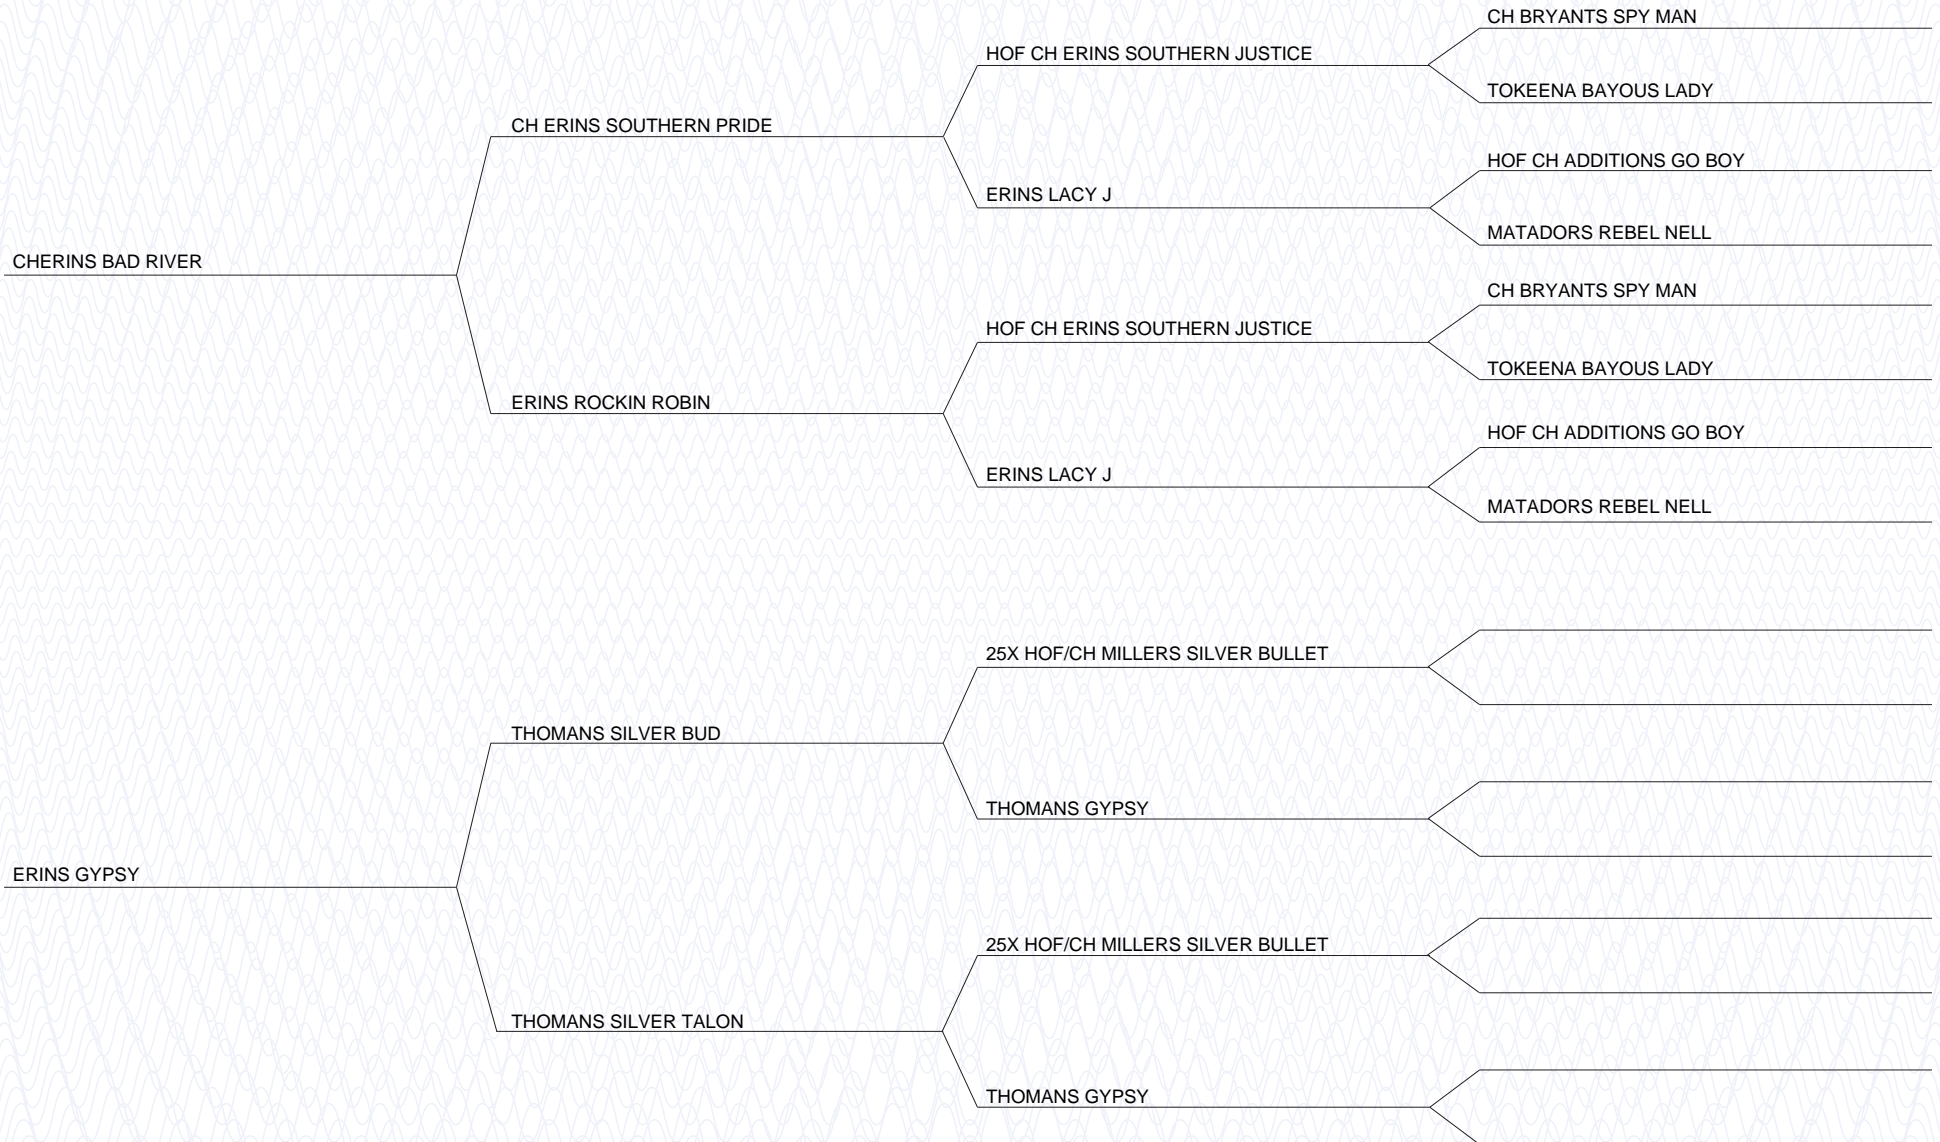 CH BRYANTS SPY MAN
HOF CH ERINS SOUTHERN JUSTICE
TOKEENA BAYOUS LADY
CH ERINS SOUTHERN PRIDE
HOF CH ADDITIONS GO BOY
ERINS LACY J
MATADORS REBEL NELL
CHERINS BAD RIVER
CH BRYANTS SPY MAN
HOF CH ERINS SOUTHERN JUSTICE
TOKEENA BAYOUS LADY
ERINS ROCKIN ROBIN
HOF CH ADDITIONS GO BOY
ERINS LACY J
MATADORS REBEL NELL
25X HOF/CH MILLERS SILVER BULLET
THOMANS SILVER BUD
THOMANS GYPSY
ERINS GYPSY
25X HOF/CH MILLERS SILVER BULLET
THOMANS SILVER TALON
THOMANS GYPSY